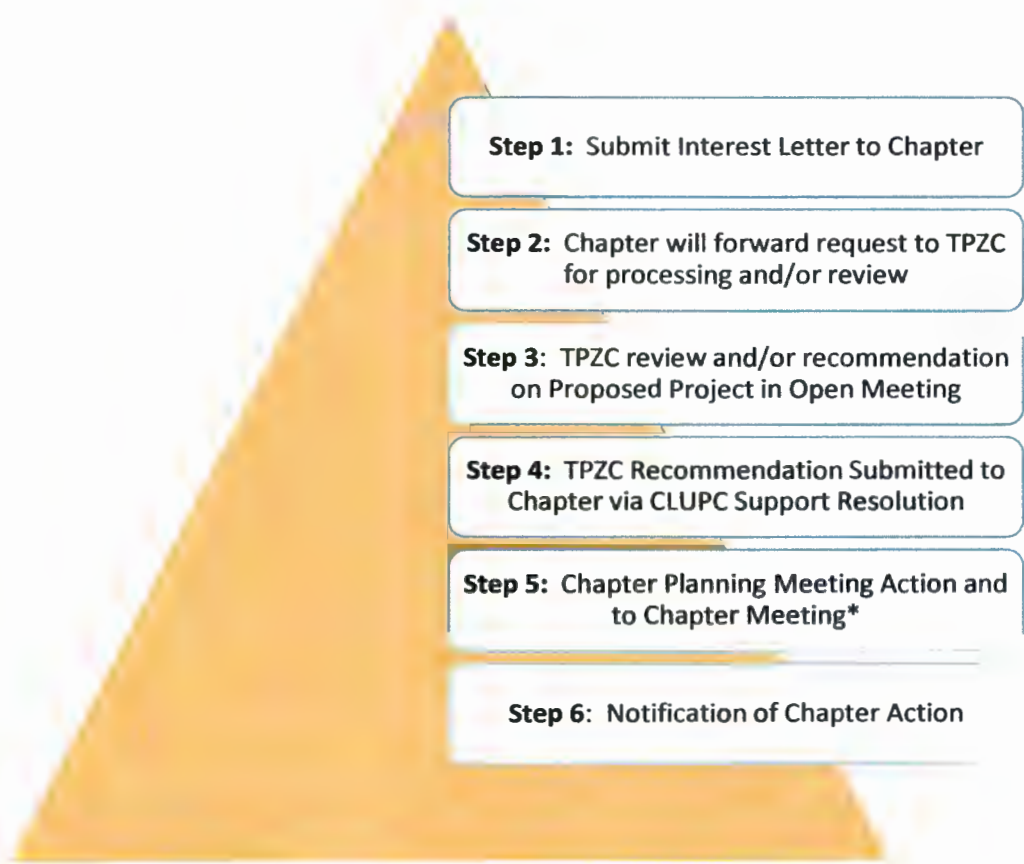 Step 1: Submit Interest Letter to Chapter
Step 2: Chapter will forward request to TPZC
for processing and/or review
Step 3: TPZC review and/or recommendation
on Proposed Project in Open Meeting
Step 4: TPZC Recommendation Submitted to
Chapter via CLUPC Support Resolution
Step 5: Chapter Planning Meeting Action and
to Chapter Meeting*
Step 6: Notification of Chapter Action